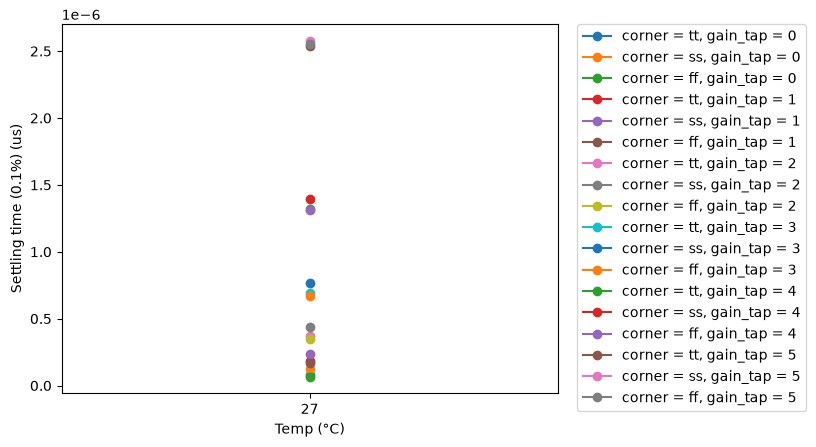 1e−6
corner = tt, gain_tap = 0
corner = ss, gain_tap = 0
corner = ff, gain_tap = 0
corner = tt, gain_tap = 1
corner = ss, gain_tap = 1
corner = ff, gain_tap = 1
corner = tt, gain_tap = 2
corner = ss, gain_tap = 2
corner = ff, gain_tap = 2
corner = tt, gain_tap = 3
corner = ss, gain_tap = 3
corner = ff, gain_tap = 3
corner = tt, gain_tap = 4
corner = ss, gain_tap = 4
corner = ff, gain_tap = 4
corner = tt, gain_tap = 5
corner = ss, gain_tap = 5
corner = ff, gain_tap = 5
2.5
2.0
1.5
1.0
0.5
0.0
Settling time (0.1%) (us)
27
Temp (°C)